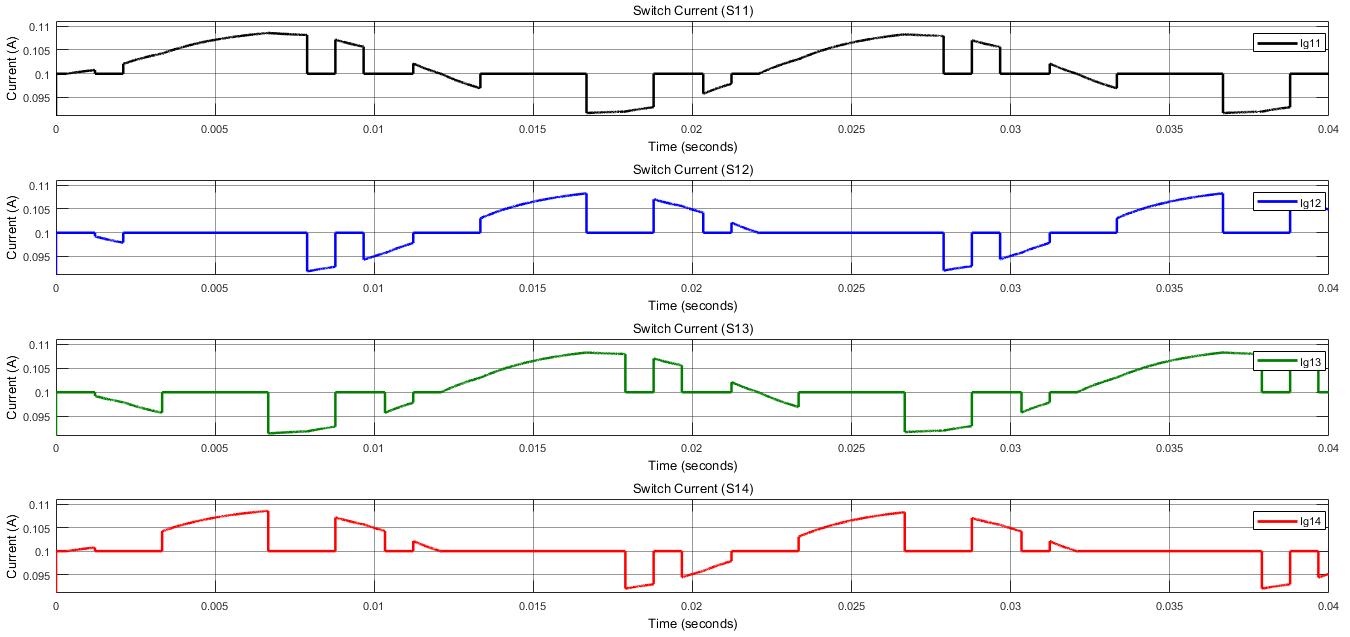 Switch Current (S11)
Current (A)
0.11
0.105
0.1
0.095
Ig11
0 0.005 0.01 0.015 0.02 0.025 0.03 0.035 0.04
Time (seconds)
Switch Current (S12)
Current (A)
0.11
0.105
0.1
0.095
Ig12
0 0.005 0.01 0.015 0.02 0.025 0.03 0.035 0.04
Time (seconds)
Switch Current (S13)
Current (A)
0.11
0.105
0.1
0.095
Ig13
0 0.005 0.01 0.015 0.02 0.025 0.03 0.035 0.04
Time (seconds)
Switch Current (S14)
Current (A)
0.11
0.105
0.1
0.095
Ig14
0 0.005 0.01 0.015 0.02 0.025 0.03 0.035 0.04
Time (seconds)